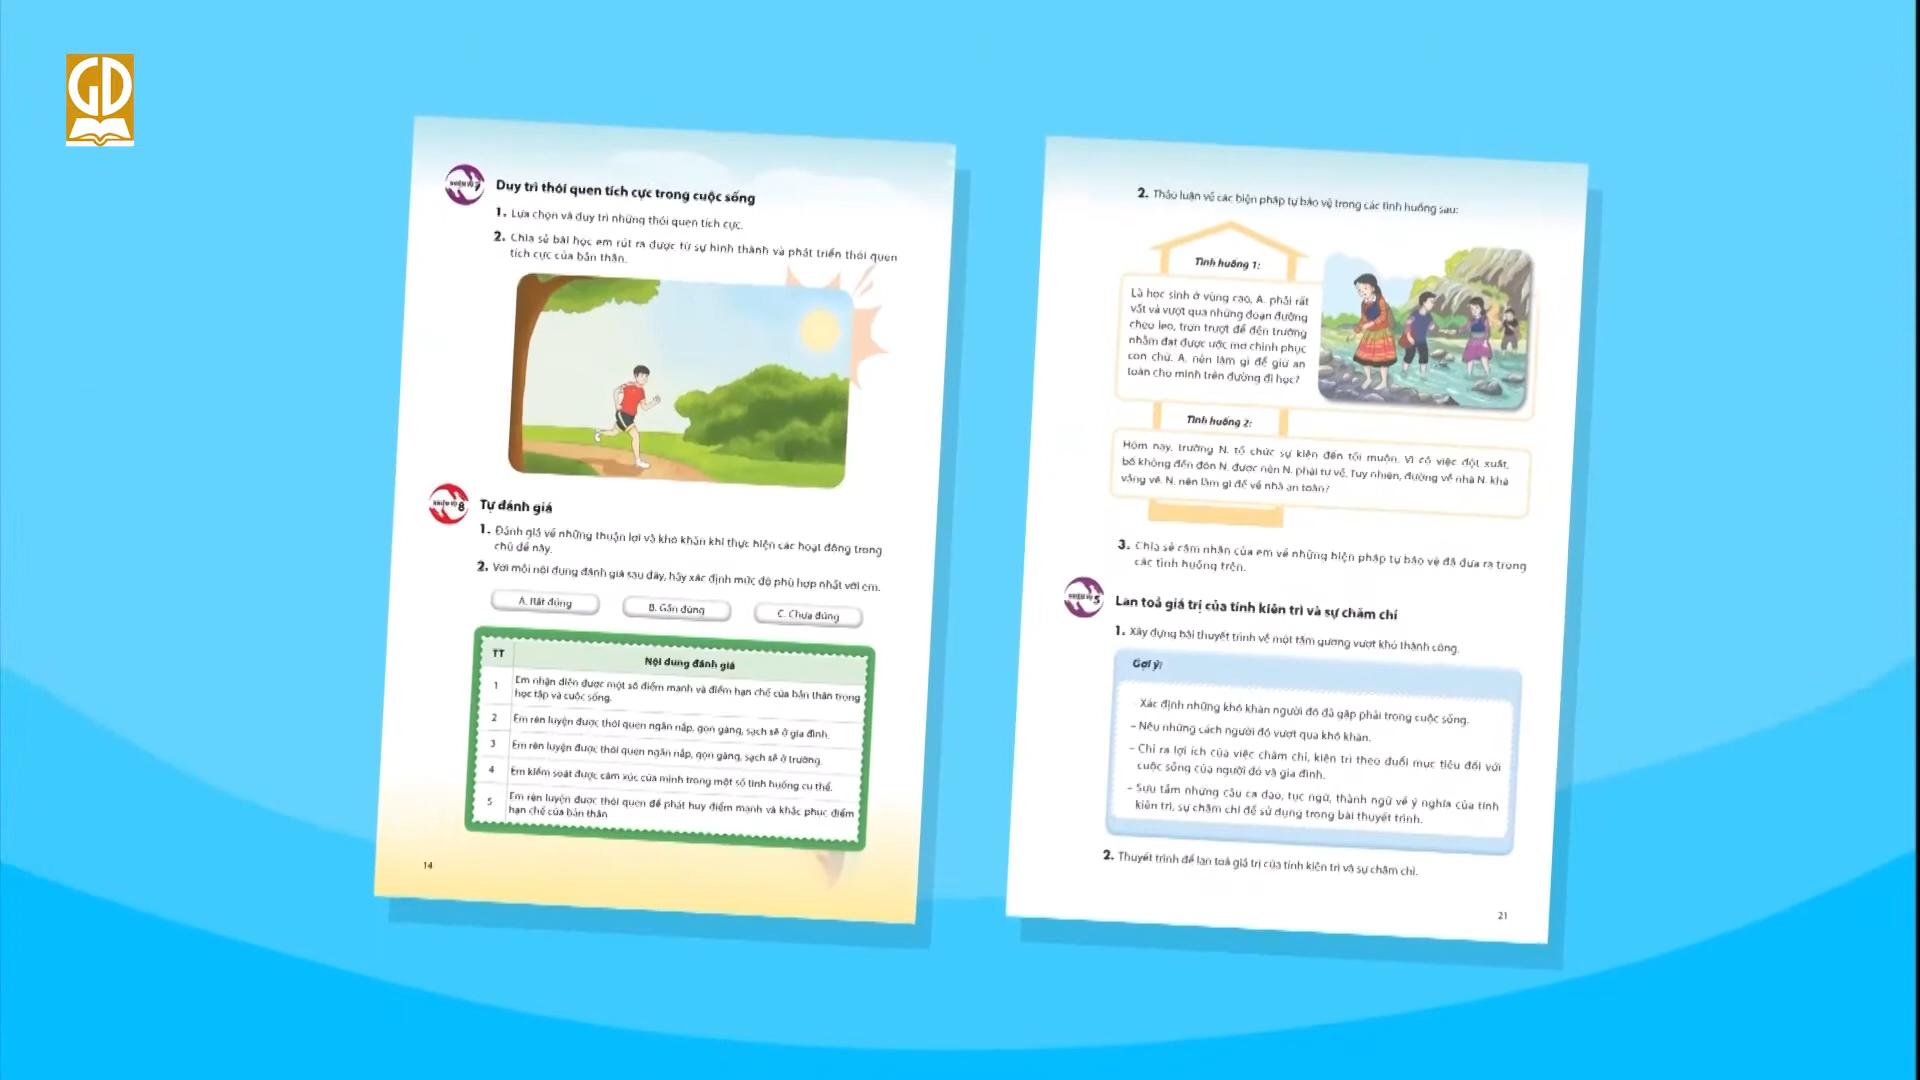 GD
NHIỆM VỤ 7
Duy trì thói quen tích cực trong cuộc sống
1. Lựa chọn và duy trì những thói quen tích cực.
2. Chia sẻ bài học em rút ra được từ sự hình thành và phát triển thói quen
tích cực của bản thân.
NHIỆM VỤ 8
Tự đánh giá
1. Đánh giá về những thuận lợi và khó khăn khi thực hiện các hoạt động trong
chủ đề này.
2. Với mỗi nội dung đánh giá sau đây, hãy xác định mức độ phù hợp nhất với em.
A. Rất đúng
B. Gần đúng
C. Chưa đúng
TT Nội dung đánh giá
1 Em nhận diện được một số điểm mạnh và điểm hạn chế của bản thân trong
học tập và cuộc sống.
2 Em rèn luyện được thói quen ngăn nắp, gọn gàng, sạch sẽ ở gia đình.
3 Em rèn luyện được thói quen ngăn nắp, gọn gàng, sạch sẽ ở trường.
4 Em kiểm soát được cảm xúc của mình trong một số tình huống cụ thể.
5 Em rèn luyện được thói quen để phát huy điểm mạnh và khắc phục điểm
hạn chế của bản thân
14
2. Thảo luận về các biện pháp tự bảo vệ trong các tình huống sau:
Tình huống 1:
Là học sinh ở vùng cao, A. phải rất
vất vả vượt qua những đoạn đường
cheo leo, trơn trượt để đến trường
nhằm đạt được ước mơ chinh phục
con chữ. A. nên làm gì để giữ an
toàn cho mình trên đường đi học?
Tình huống 2:
Hôm nay, trường N. tổ chức sự kiện đến tối muộn. Vì có việc đột xuất,
bố không đến đón N. được nên N. phải tự về. Tuy nhiên, đường về nhà N. khá
vắng vẻ. N. nên làm gì để về nhà an toàn?
3. Chia sẻ cảm nhận của em về những biện pháp tự bảo vệ đã đưa ra trong
các tình huống trên.
NHIỆM VỤ 5
Lan toả giá trị của tính kiên trì và sự chăm chỉ
1. Xây dựng bài thuyết trình về một tấm gương vượt khó thành công.
Gợi ý:
Xác định những khó khăn người đó đã gặp phải trong cuộc sống.
– Nêu những cách người đó vượt qua khó khăn.
– Chỉ ra lợi ích của việc chăm chỉ, kiên trì theo đuổi mục tiêu đối với
cuộc sống của người đó và gia đình.
– Sưu tầm những câu ca dao, tục ngữ, thành ngữ về ý nghĩa của tính
kiên trì, sự chăm chỉ để sử dụng trong bài thuyết trình.
2. Thuyết trình để lan toả giá trị của tính kiên trì và sự chăm chỉ.
21